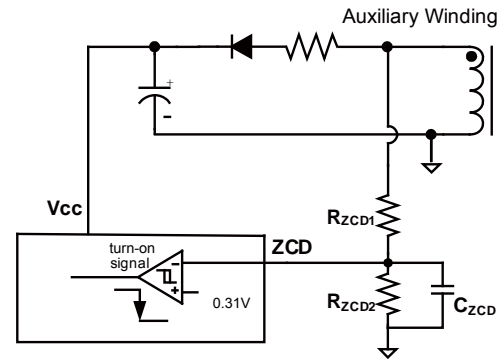 Auxiliary Winding
+
-
Vcc
RZCD1
turn-on
signal
ZCD
-
+
0.31V
RZCD2
CZCD